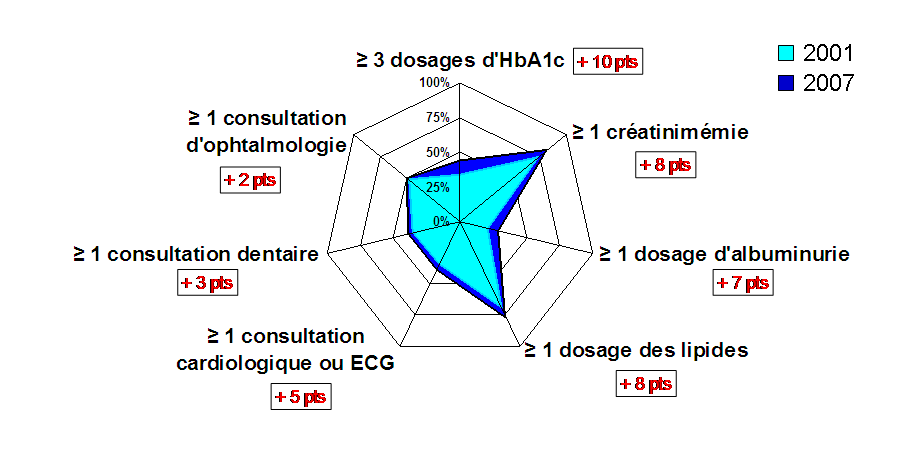 ≥ 3 dosages d'HbA1c + 10 pts
2001
2007
100%
75%
50%
25%
0%
≥ 1 consultation
d'ophtalmologie
+ 2 pts
≥ 1 créatinimémie
+ 8 pts
≥ 1 consultation dentaire
+ 3 pts
≥ 1 dosage d'albuminurie
+ 7 pts
≥ 1 consultation
cardiologique ou ECG
+ 5 pts
≥ 1 dosage des lipides
+ 8 pts